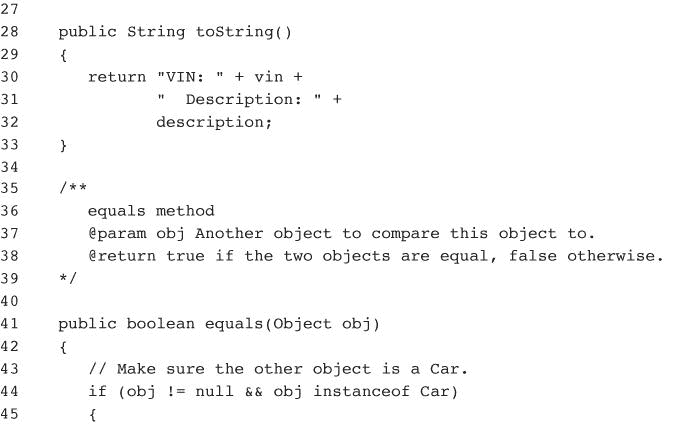 27
28    public String toString()
29    {
30       return "VIN: " + vin +
31              "  Description: " +
32              description;
33    }
34
35    /**
36       equals method
37       @param obj Another object to compare this object to.
38       @return true if the two objects are equal, false otherwise.
39    */
40
41    public boolean equals(Object obj)
42    {
43       // Make sure the other object is a Car.
44       if (obj != null && obj instanceof Car)
45       {